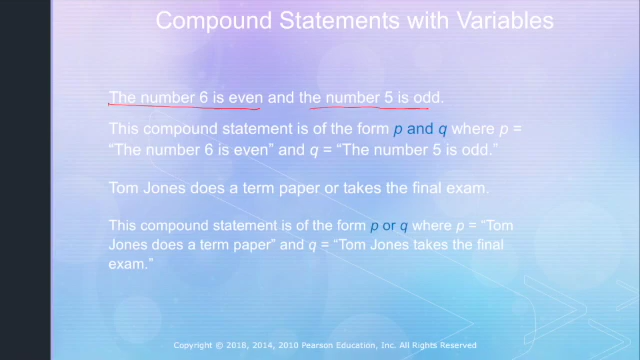 Compound Statements with Variables
The number 6 is even and the number 5 is odd.
This compound statement is of the form p and q where p =
“The number 6 is even” and q = “The number 5 is odd.”
Tom Jones does a term paper or takes the final exam.
This compound statement is of the form p or q where p = “Tom
Jones does a term paper” and q = “Tom Jones takes the final
exam.”
Copyright © 2018, 2014, 2010 Pearson Education, Inc. All Rights Reserved